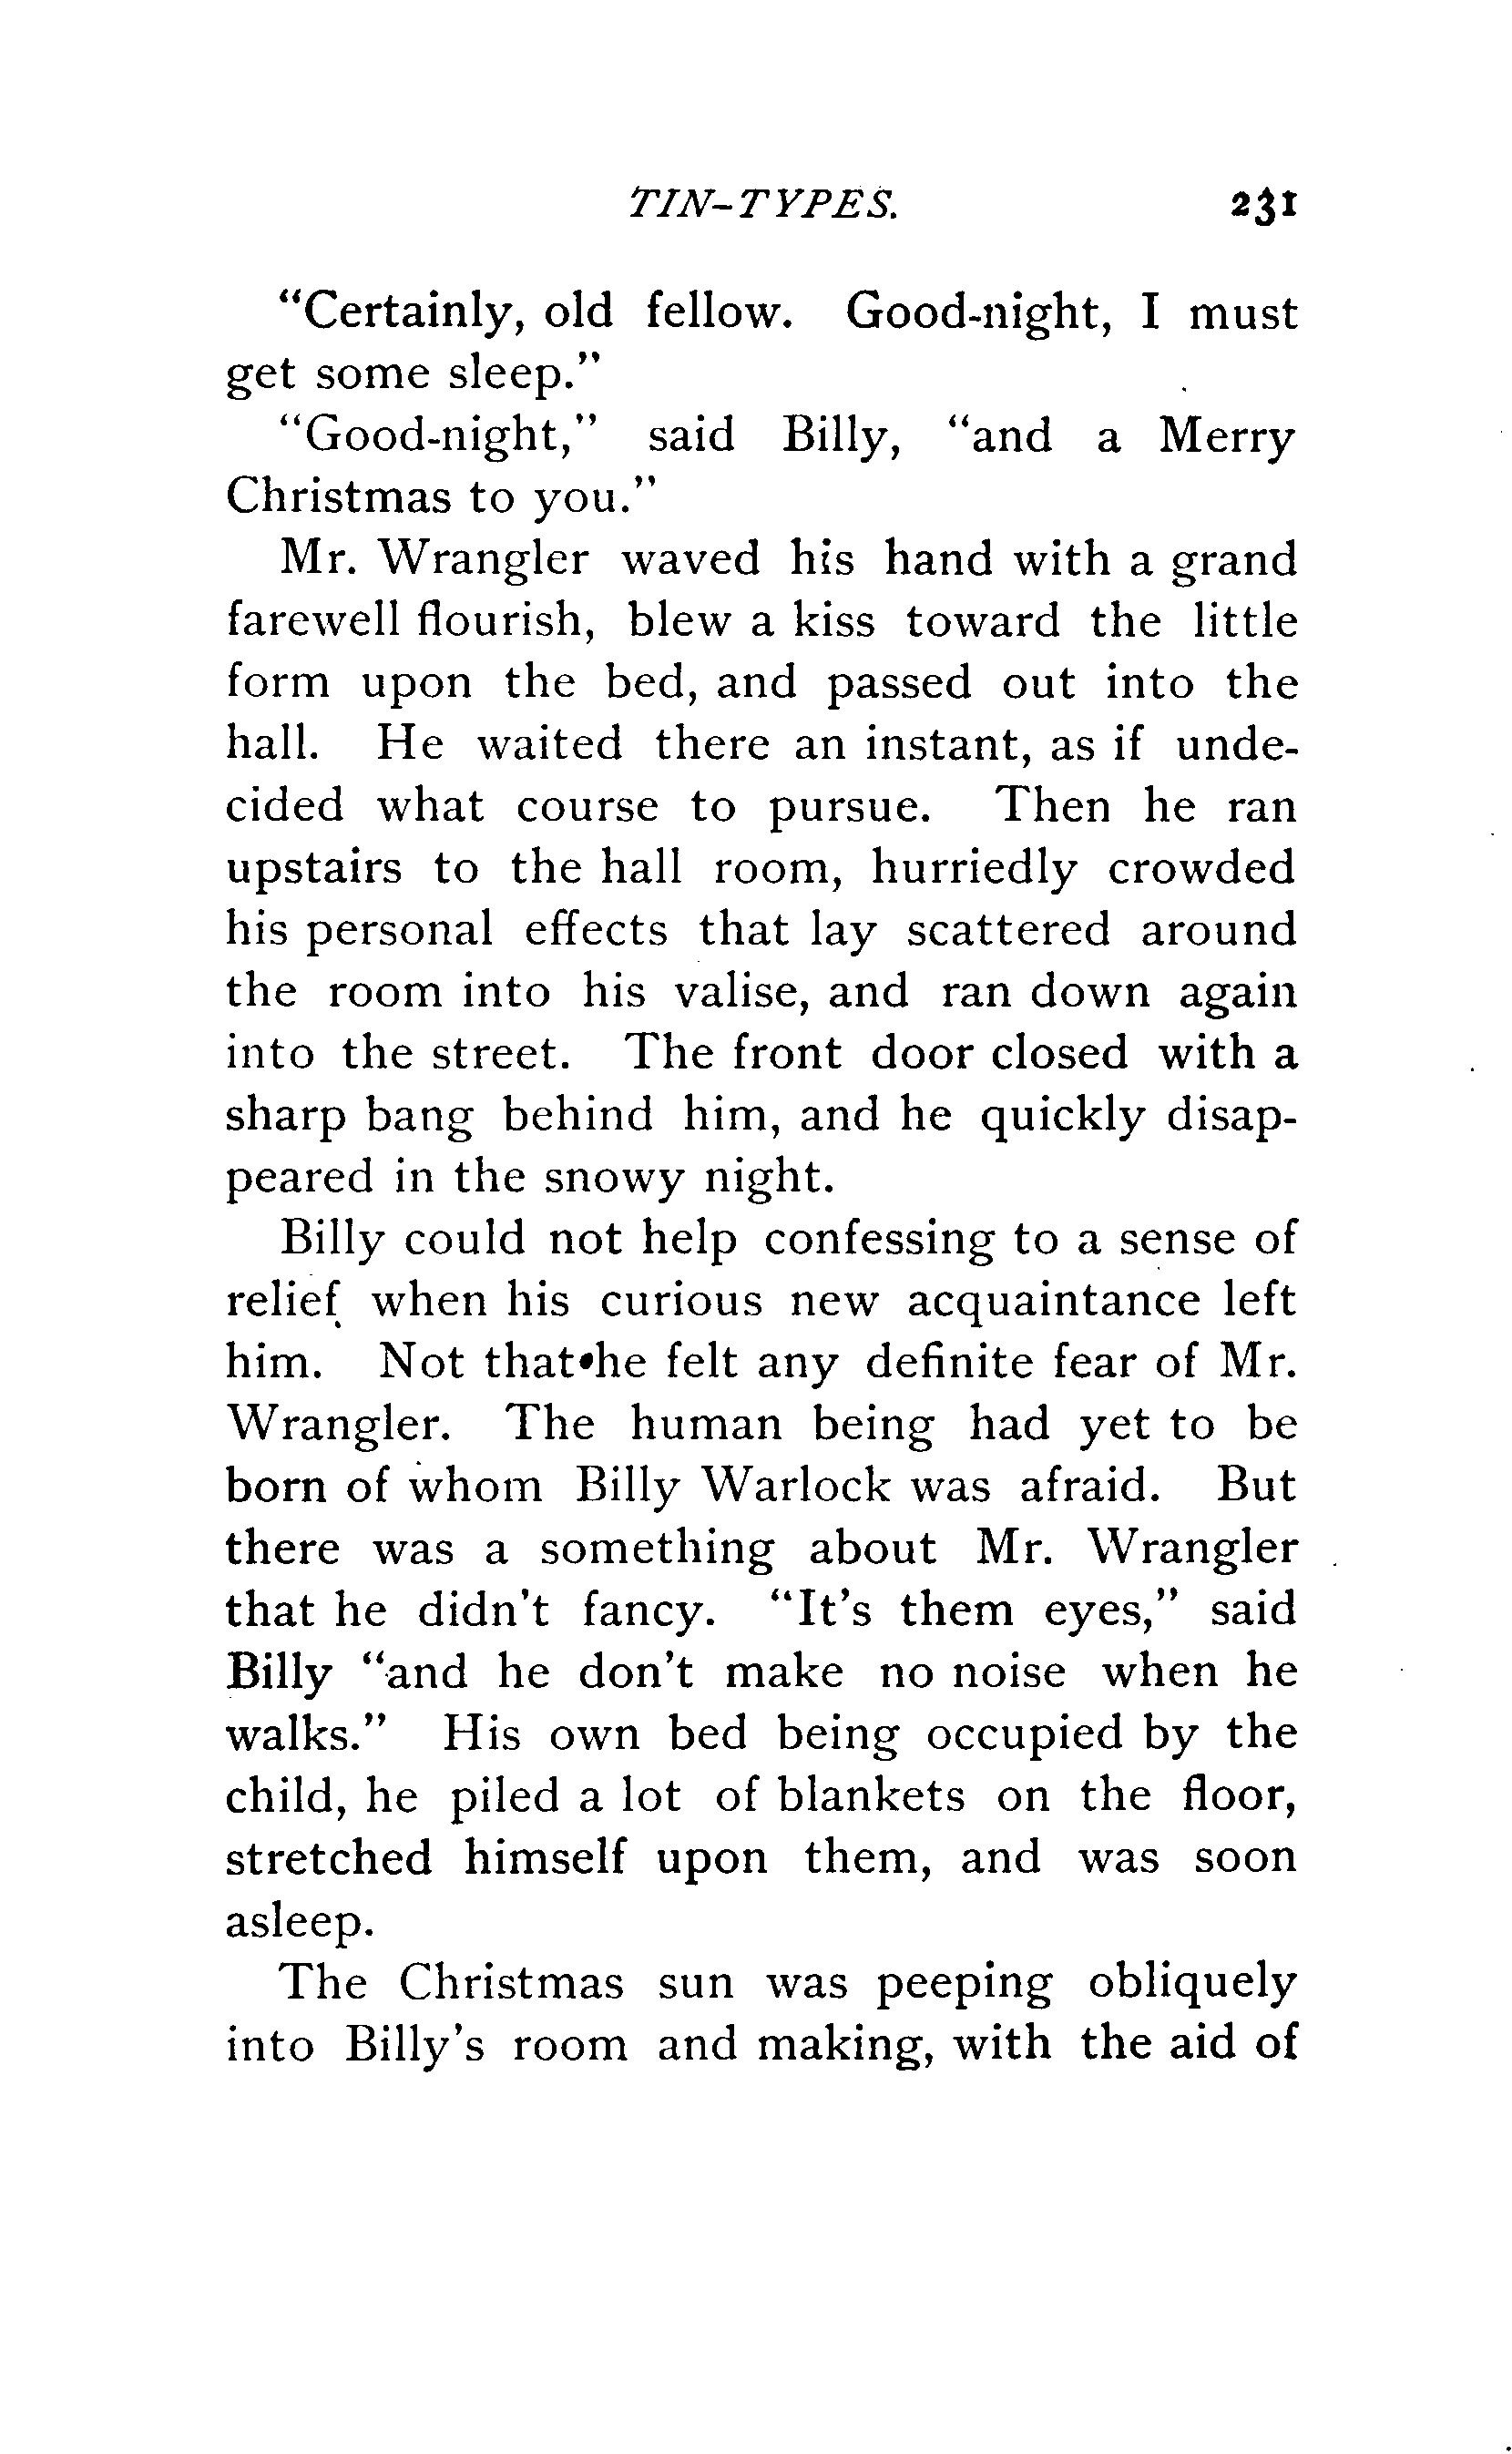 TIN-TYPES. 231
“Certainly, old fellow. Good-night, I must
get some sleep.”
“Good-night,” said Billy, “and a Merry
Christmas to you.”
Mr. Wrangler waved his hand with a grand
farewell flourish, blew a kiss toward the little
form upon the bed, and passed out into the
hall. He waited there an instant, as if unde-
cided what course to pursue. Then he ran
upstairs to the hall room, hurriedly crowded
his personal effects that lay scattered around
the room into his valise, and ran down again
into the street. The front door closed with a
sharp bang behind him, and he quickly disap-
peared in the snowy night.
Billy could not help confessing to a sense of
relief when his curious new acquaintance left
him. Not that he felt any definite fear of Mr.
Wrangler. The human being had yet to be
born of whom Billy Warlock was afraid. But
there was a something about Mr. Wrangler
that he didn’t fancy. “It’s them eyes,” said
Billy “and he don’t make no noise when he
walks.” His own bed being occupied by the
child, he piled a lot of blankets on the floor,
stretched himself upon them, and was soon
asleep.
The Christmas sun was peeping obliquely
into Billy’s room and making, with the aid of